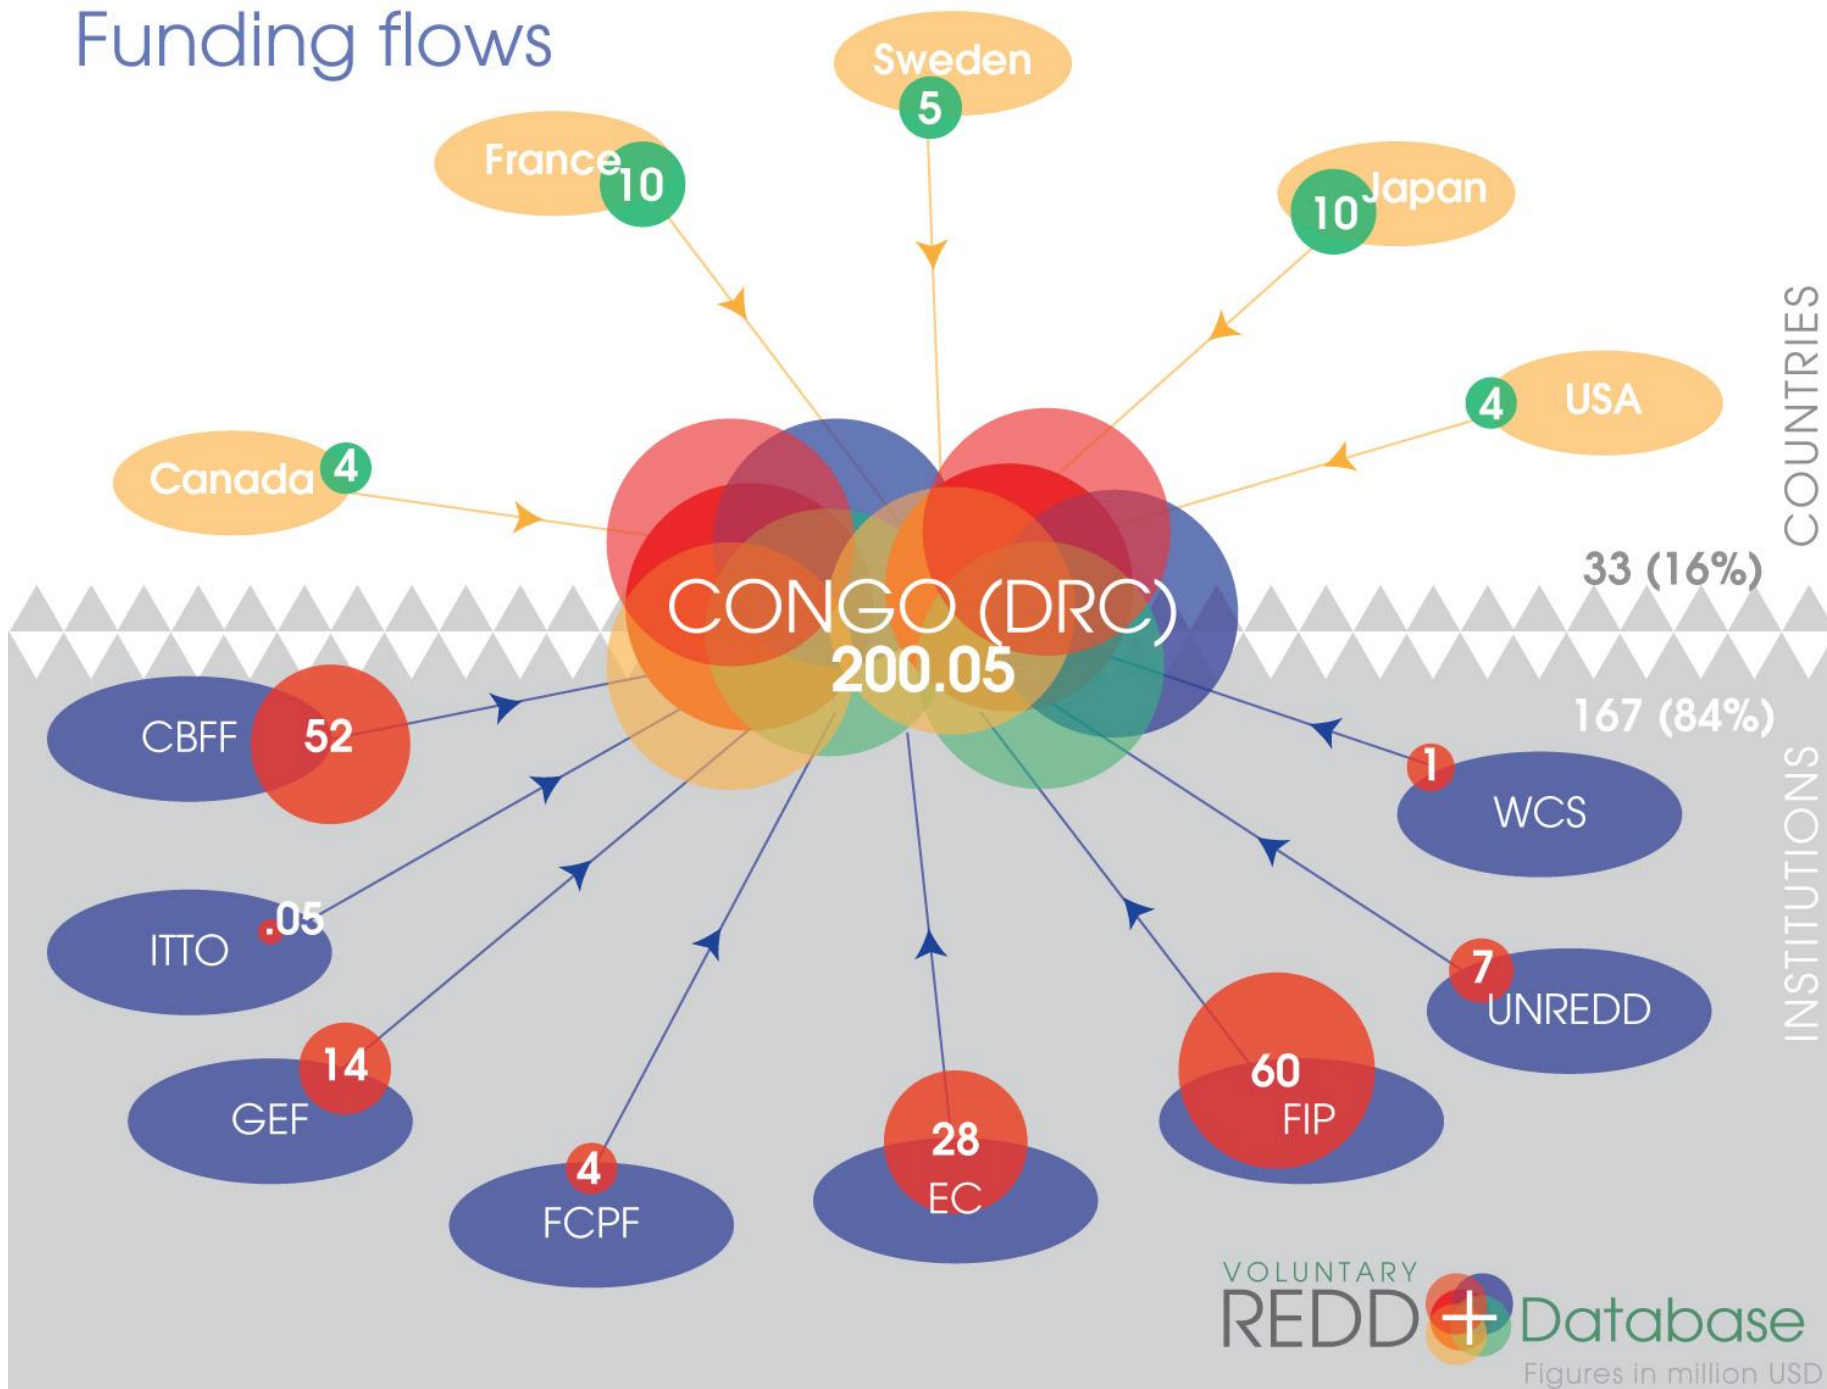 Funding flows
Sweden
5
France
10
Japan
10
USA
4
Canada
4
COUNTRIES
33 (16%)
CONGO (DRC)
200.05
167 (84%)
INSTITUTIONS
CBFF
52
1
WCS
ITTO
.05
7
UNREDD
14
GEF
60
FIP
28
EC
4
FCPF
VOLUNTARY
REDD+ Database
Figures in million USD